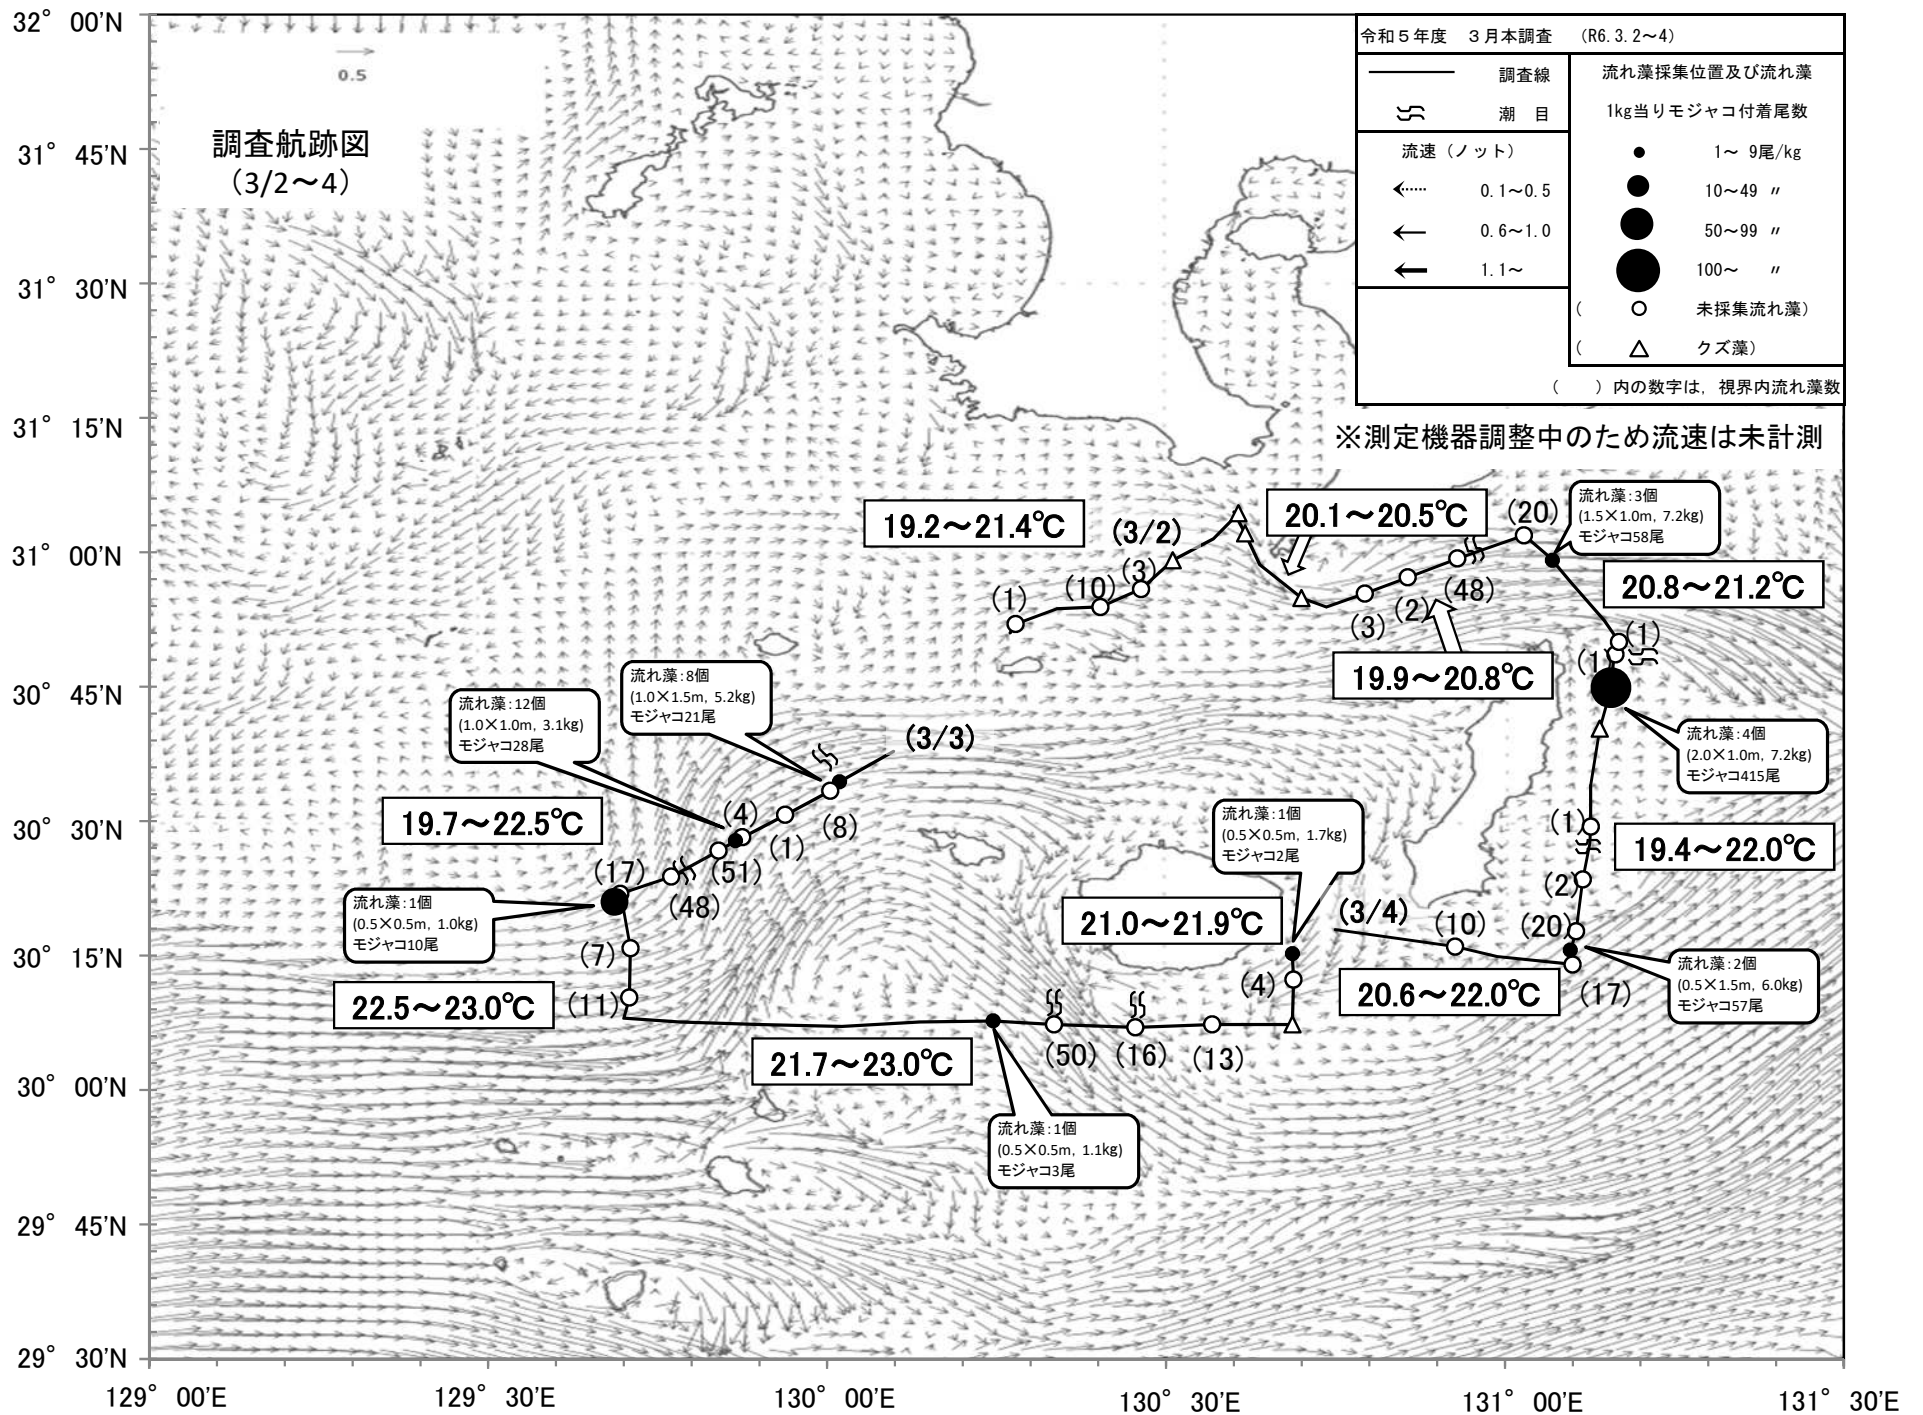 32° 00'N
31° 45'N
31° 30'N
31° 15'N
31° 00'N
30° 45'N
30° 30'N
30° 15'N
30° 00'N
29° 45'N
29° 30'N
129° 00'E
129° 30'E
130° 00'E
130° 30'E
131° 00'E
131° 30'E
0.5
調査航跡図
（3/2～4）
令和5年度　3月本調査　（R6.3.2～4）
調査線
潮　目
流速（ノット）
0.1～0.5
0.6～1.0
1.1～
流れ藻採集位置及び流れ藻
1kg当りモジャコ付着尾数
1～ 9尾/kg
10～49 〃
50～99 〃
100～ 〃
（　未採集流れ藻）
（　クズ藻）
（　　）内の数字は，視界内流れ藻数
※測定機器調整中のため流速は未計測
19.2～21.4℃
(3/2)
(1)
(10)
(3)
20.1～20.5℃
(3)
(2)
(48)
(20)
19.9～20.8℃
流れ藻：3個
(1.5×1.0m, 7.2kg)
モジャコ58尾
20.8～21.2℃
(1)
(1
流れ藻：4個
(2.0×1.0m, 7.2kg)
モジャコ415尾
(1)
19.4～22.0℃
(2)
(20)
流れ藻：2個
(0.5×1.5m, 6.0kg)
モジャコ57尾
(17)
(10)
(3/4)
20.6～22.0℃
流れ藻：8個
(1.0×1.5m, 5.2kg)
モジャコ21尾
(3/3)
流れ藻：12個
(1.0×1.0m, 3.1kg)
モジャコ28尾
19.7～22.5℃
(8)
(1)
(4)
(51)
(48)
(17)
流れ藻：1個
(0.5×0.5m, 1.0kg)
モジャコ10尾
(7)
22.5～23.0℃
(11)
21.7～23.0℃
流れ藻：1個
(0.5×0.5m, 1.1kg)
モジャコ3尾
(50)
(16)
(13)
(4)
21.0～21.9℃
流れ藻：1個
(0.5×0.5m, 1.7kg)
モジャコ2尾